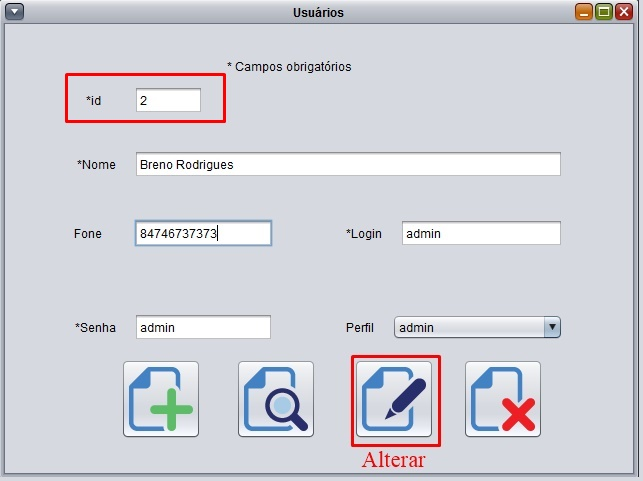 Usuários
* Campos obrigatórios
*id 2
*Nome Breno Rodrigues
Fone 84746737373 *Login admin
*Senha admin Perfil admin
Alterar